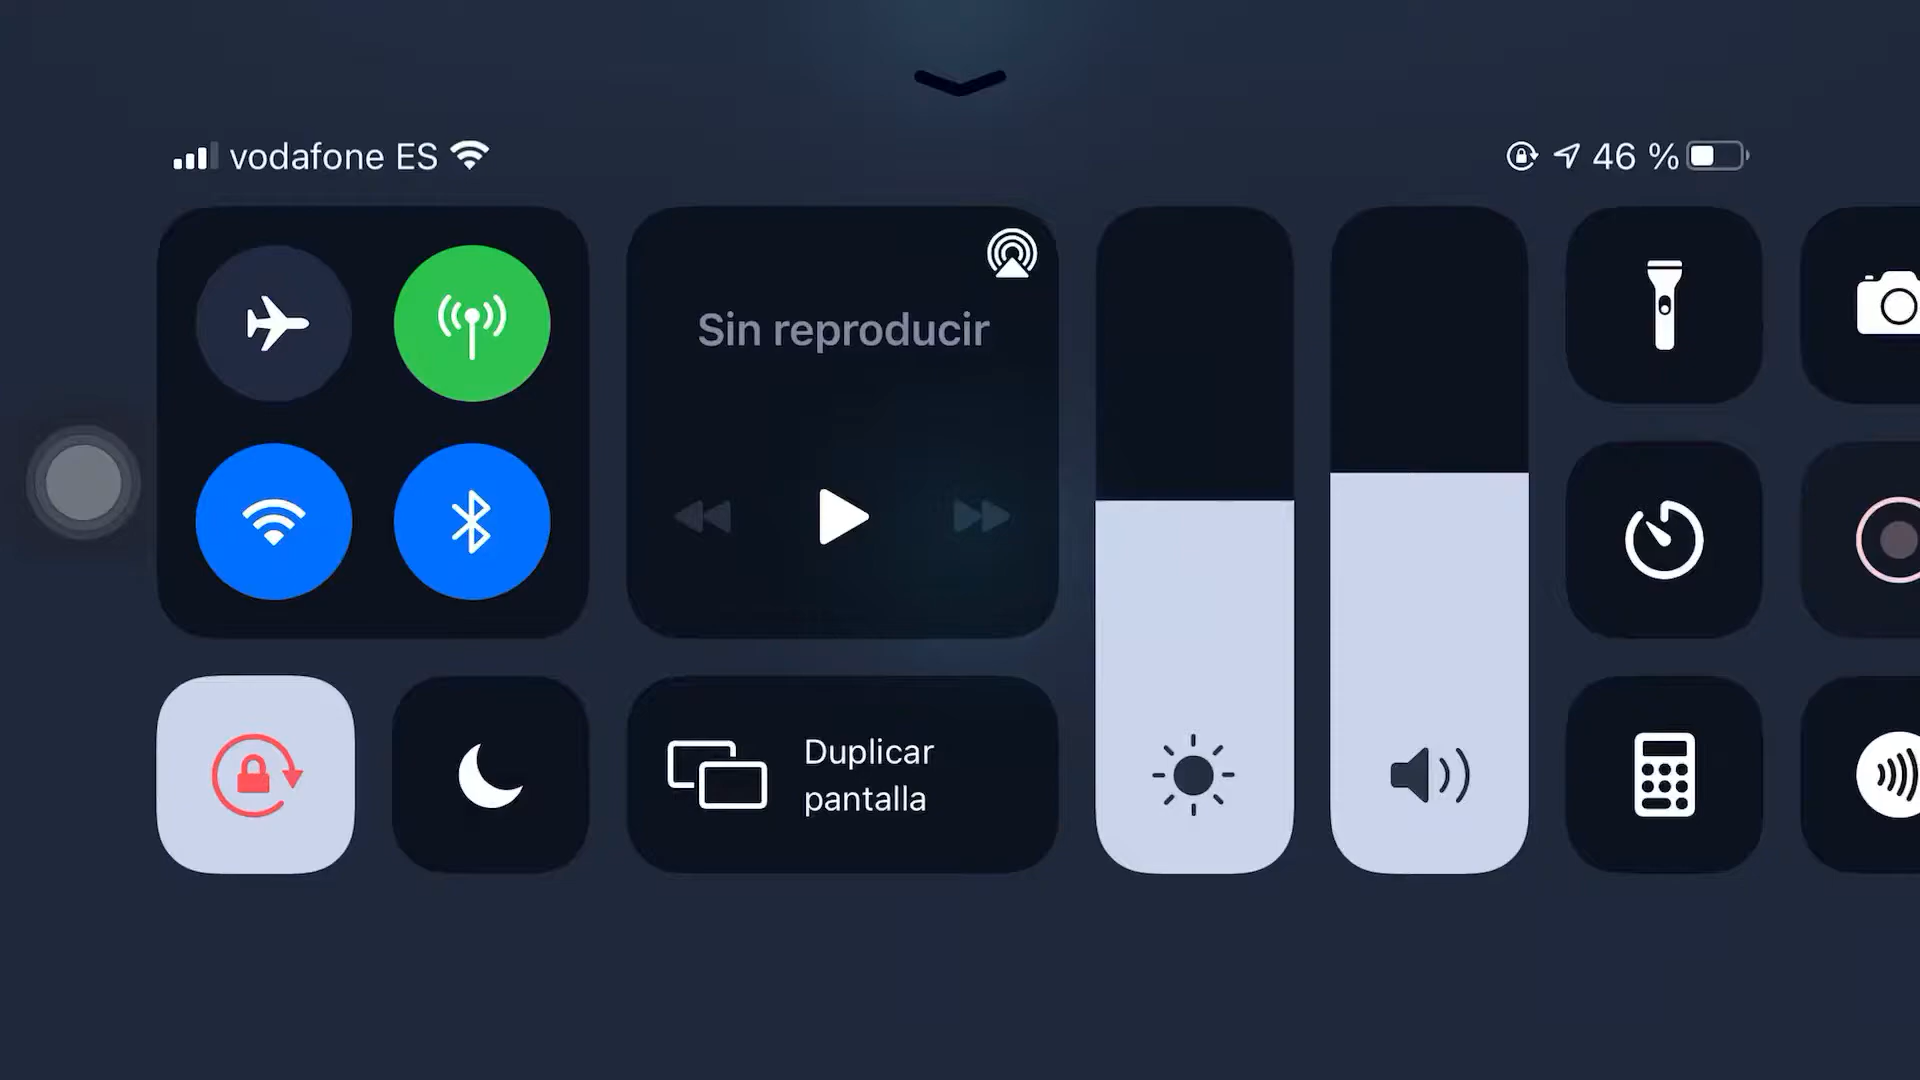 vodafone ES
46 %
Sin reproducir
Duplicar
pantalla